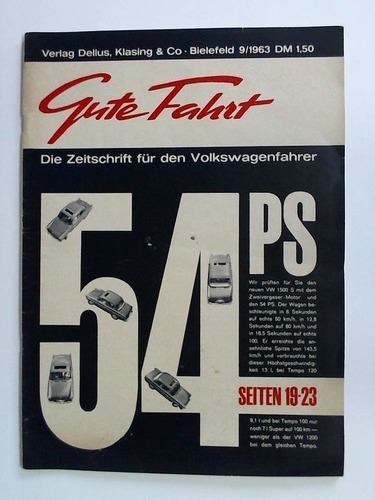 Verlag Delius, Klasing & Co · Bielefeld 9/1963 DM 1,50
Gute Fahrt
Die Zeitschrift für den Volkswagenfahrer
54 PS
Wir prüften für Sie den
neuen VW 1500 S mit dem
Zweivergaser-Motor und
den 54 PS. Der Wagen be-
schleunigte in 6 Sekunden
auf echte 50 km/h, in 12,8
Sekunden auf 80 km/h und
in 18,5 Sekunden auf echte
100. Er erreichte die an-
sehnliche Spitze von 143,5
km/h und verbrauchte bei
dieser Höchstgeschwindig-
keit 13 l, bei Tempo 120
SEITEN 19-23
9,1 l und bei Tempo 100 nur
noch 7 l Super auf 100 km —
weniger als der VW 1200
bei dem gleichen Tempo.